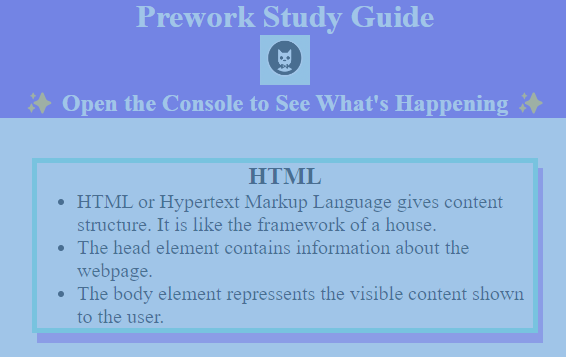 Prework Study Guide
✨ Open the Console to See What's Happening ✨
HTML
• HTML or Hypertext Markup Language gives content
structure. It is like the framework of a house.
• The head element contains information about the
webpage.
• The body element repressents the visible content shown
to the user.